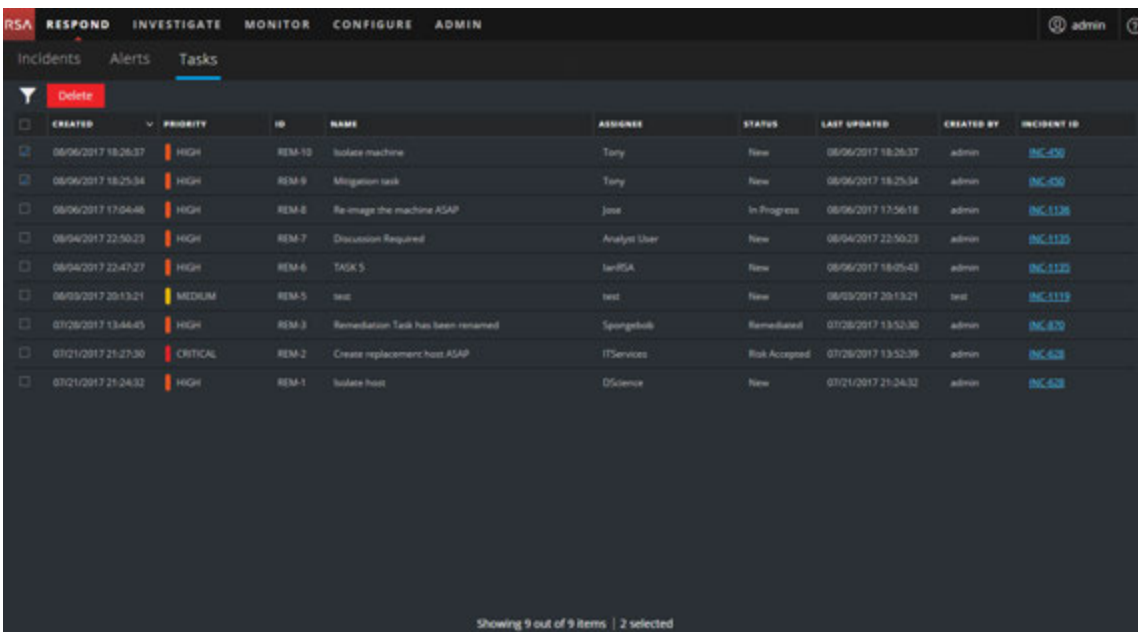 RSA RESPOND INVESTIGATE MONITOR CONFIGURE ADMIN admin
Incidents Alerts Tasks
Delete
CREATED PRIORITY ID NAME ASSIGNEE STATUS LAST UPDATED CREATED BY INCIDENT ID
08/06/2017 18:26:37 HIGH REM-10 Isolate machine Tony New 08/06/2017 18:26:37 admin INC-450
08/06/2017 18:25:34 HIGH REM-9 Mitigation task Tony New 08/06/2017 18:25:34 admin INC-450
08/06/2017 17:04:46 HIGH REM-8 Re-image the machine ASAP Jose In Progress 08/06/2017 17:56:18 admin INC-1136
08/04/2017 22:50:23 HIGH REM-7 Discussion Required Analyst User New 08/04/2017 22:50:23 admin INC-1135
08/04/2017 22:47:27 HIGH REM-6 TASK 5 IanRSA New 08/06/2017 18:05:43 admin INC-1135
08/03/2017 20:13:21 MEDIUM REM-5 test test New 08/03/2017 20:13:21 test INC-1119
07/28/2017 13:44:45 HIGH REM-3 Remediation Task has been renamed Spongebob Remediated 07/28/2017 13:52:30 admin INC-870
07/21/2017 21:27:30 CRITICAL REM-2 Create replacement host ASAP ITServices Risk Accepted 07/28/2017 13:52:39 admin INC-628
07/21/2017 21:24:32 HIGH REM-1 Isolate host DScience New 07/21/2017 21:24:32 admin INC-628
Showing 9 out of 9 items | 2 selected